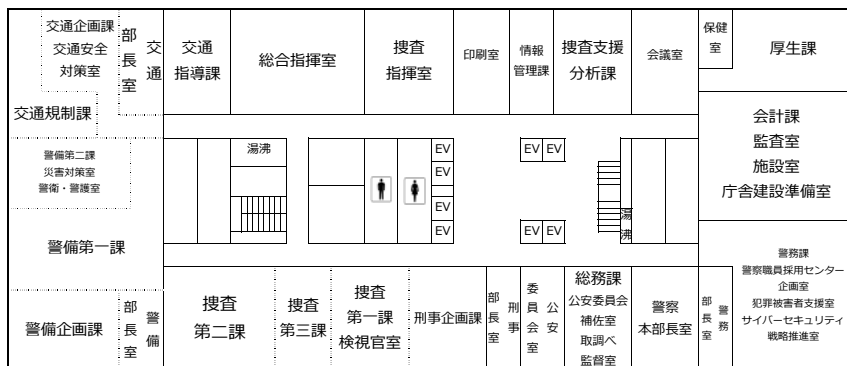 交通企画課
交通安全
対策室
交通
部長室
交通
指導課
総合指揮室
捜査
指揮室
印刷室
情報
管理課
捜査支援
分析課
会議室
保健
室
厚生課
交通規制課
会計課
監査室
施設室
庁舎建設準備室
警備第二課
災害対策室
警衛・警護室
湯沸
EV
EV
EV
EV
EV
EV
EV
EV
湯沸
警備第一課
警備企画課
警備
部長室
捜査
第二課
捜査
第三課
捜査
第一課
検視官室
刑事企画課
刑事
部長室
公安
委員会室
総務課
公安委員会
補佐室
取調べ
監督室
警察
本部長室
警務
部長室
警務課
警察職員採用センター
企画室
犯罪被害者支援室
サイバーセキュリティ
戦略推進室